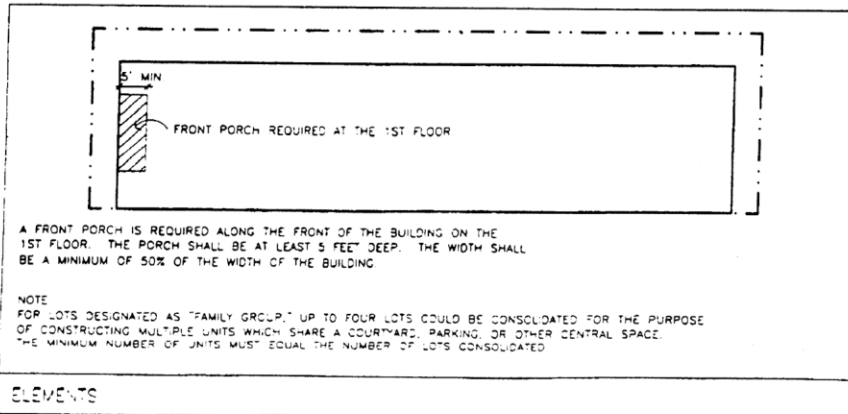 5' MIN
FRONT PORCH REQUIRED AT THE 1ST FLOOR
A FRONT PORCH IS REQUIRED ALONG THE FRONT OF THE BUILDING ON THE
1ST FLOOR. THE PORCH SHALL BE AT LEAST 5 FEET DEEP. THE WIDTH SHALL
BE A MINIMUM OF 50% OF THE WIDTH OF THE BUILDING.
NOTE
FOR LOTS DESIGNATED AS "FAMILY GROUP," UP TO FOUR LOTS COULD BE CONSOLIDATED FOR THE PURPOSE
OF CONSTRUCTING MULTIPLE UNITS WHICH SHARE A COURTYARD, PARKING, OR OTHER CENTRAL SPACE.
THE MINIMUM NUMBER OF UNITS MUST EQUAL THE NUMBER OF LOTS CONSOLIDATED
ELEMENTS